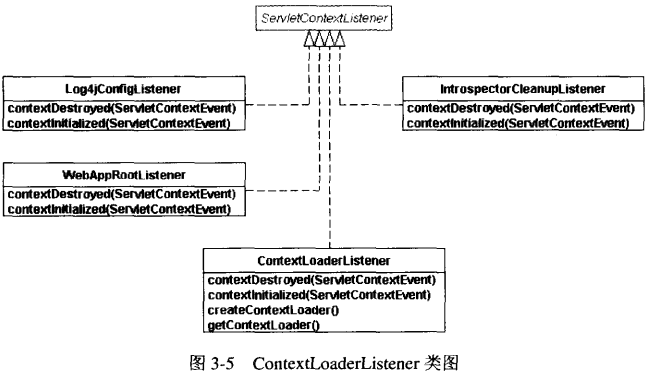 ServletContextListener
Log4jConfigListener
contextDestroyed(ServletContextEvent)
contextInitialized(ServletContextEvent)
IntrospectorCleanupListener
contextDestroyed(ServletContextEvent)
contextInitialized(ServletContextEvent)
WebAppRootListener
contextDestroyed(ServletContextEvent)
contextInitialized(ServletContextEvent)
ContextLoaderListener
contextDestroyed(ServletContextEvent)
contextInitialized(ServletContextEvent)
createContextLoader()
getContextLoader()
图 3-5 ContextLoaderListener 类图